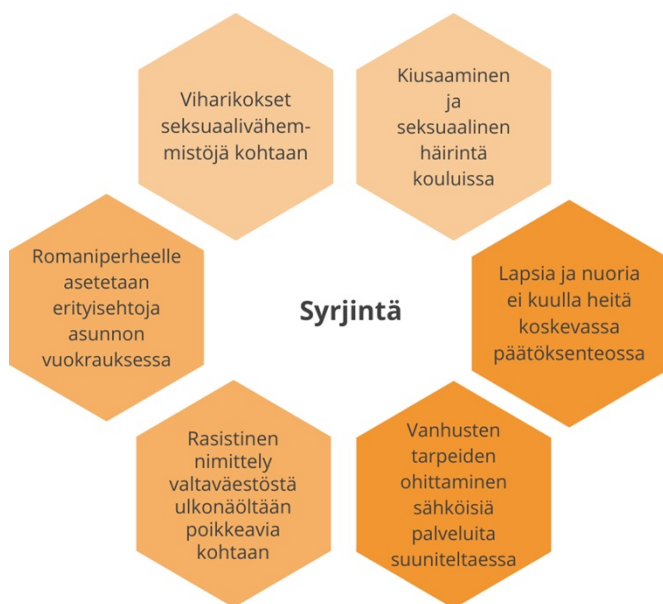 Viharikokset
seksuaalivähem-
mistöjä kohtaan
Kiusaaminen
ja
seksuaalinen
häirintä
kouluissa
Romaniperheelle
asetetaan
erityisehtoja
asunnon
vuokrauksessa
Syrjintä
Lapsia ja nuoria
ei kuulla heitä
koskevassa
päätöksenteossa
Rasistinen
nimittely
valtaväestöstä
ulkonäöltään
poikkeavia
kohtaan
Vanhusten
tarpeiden
ohittaminen
sähköisiä
palveluita
suuniteltaessa